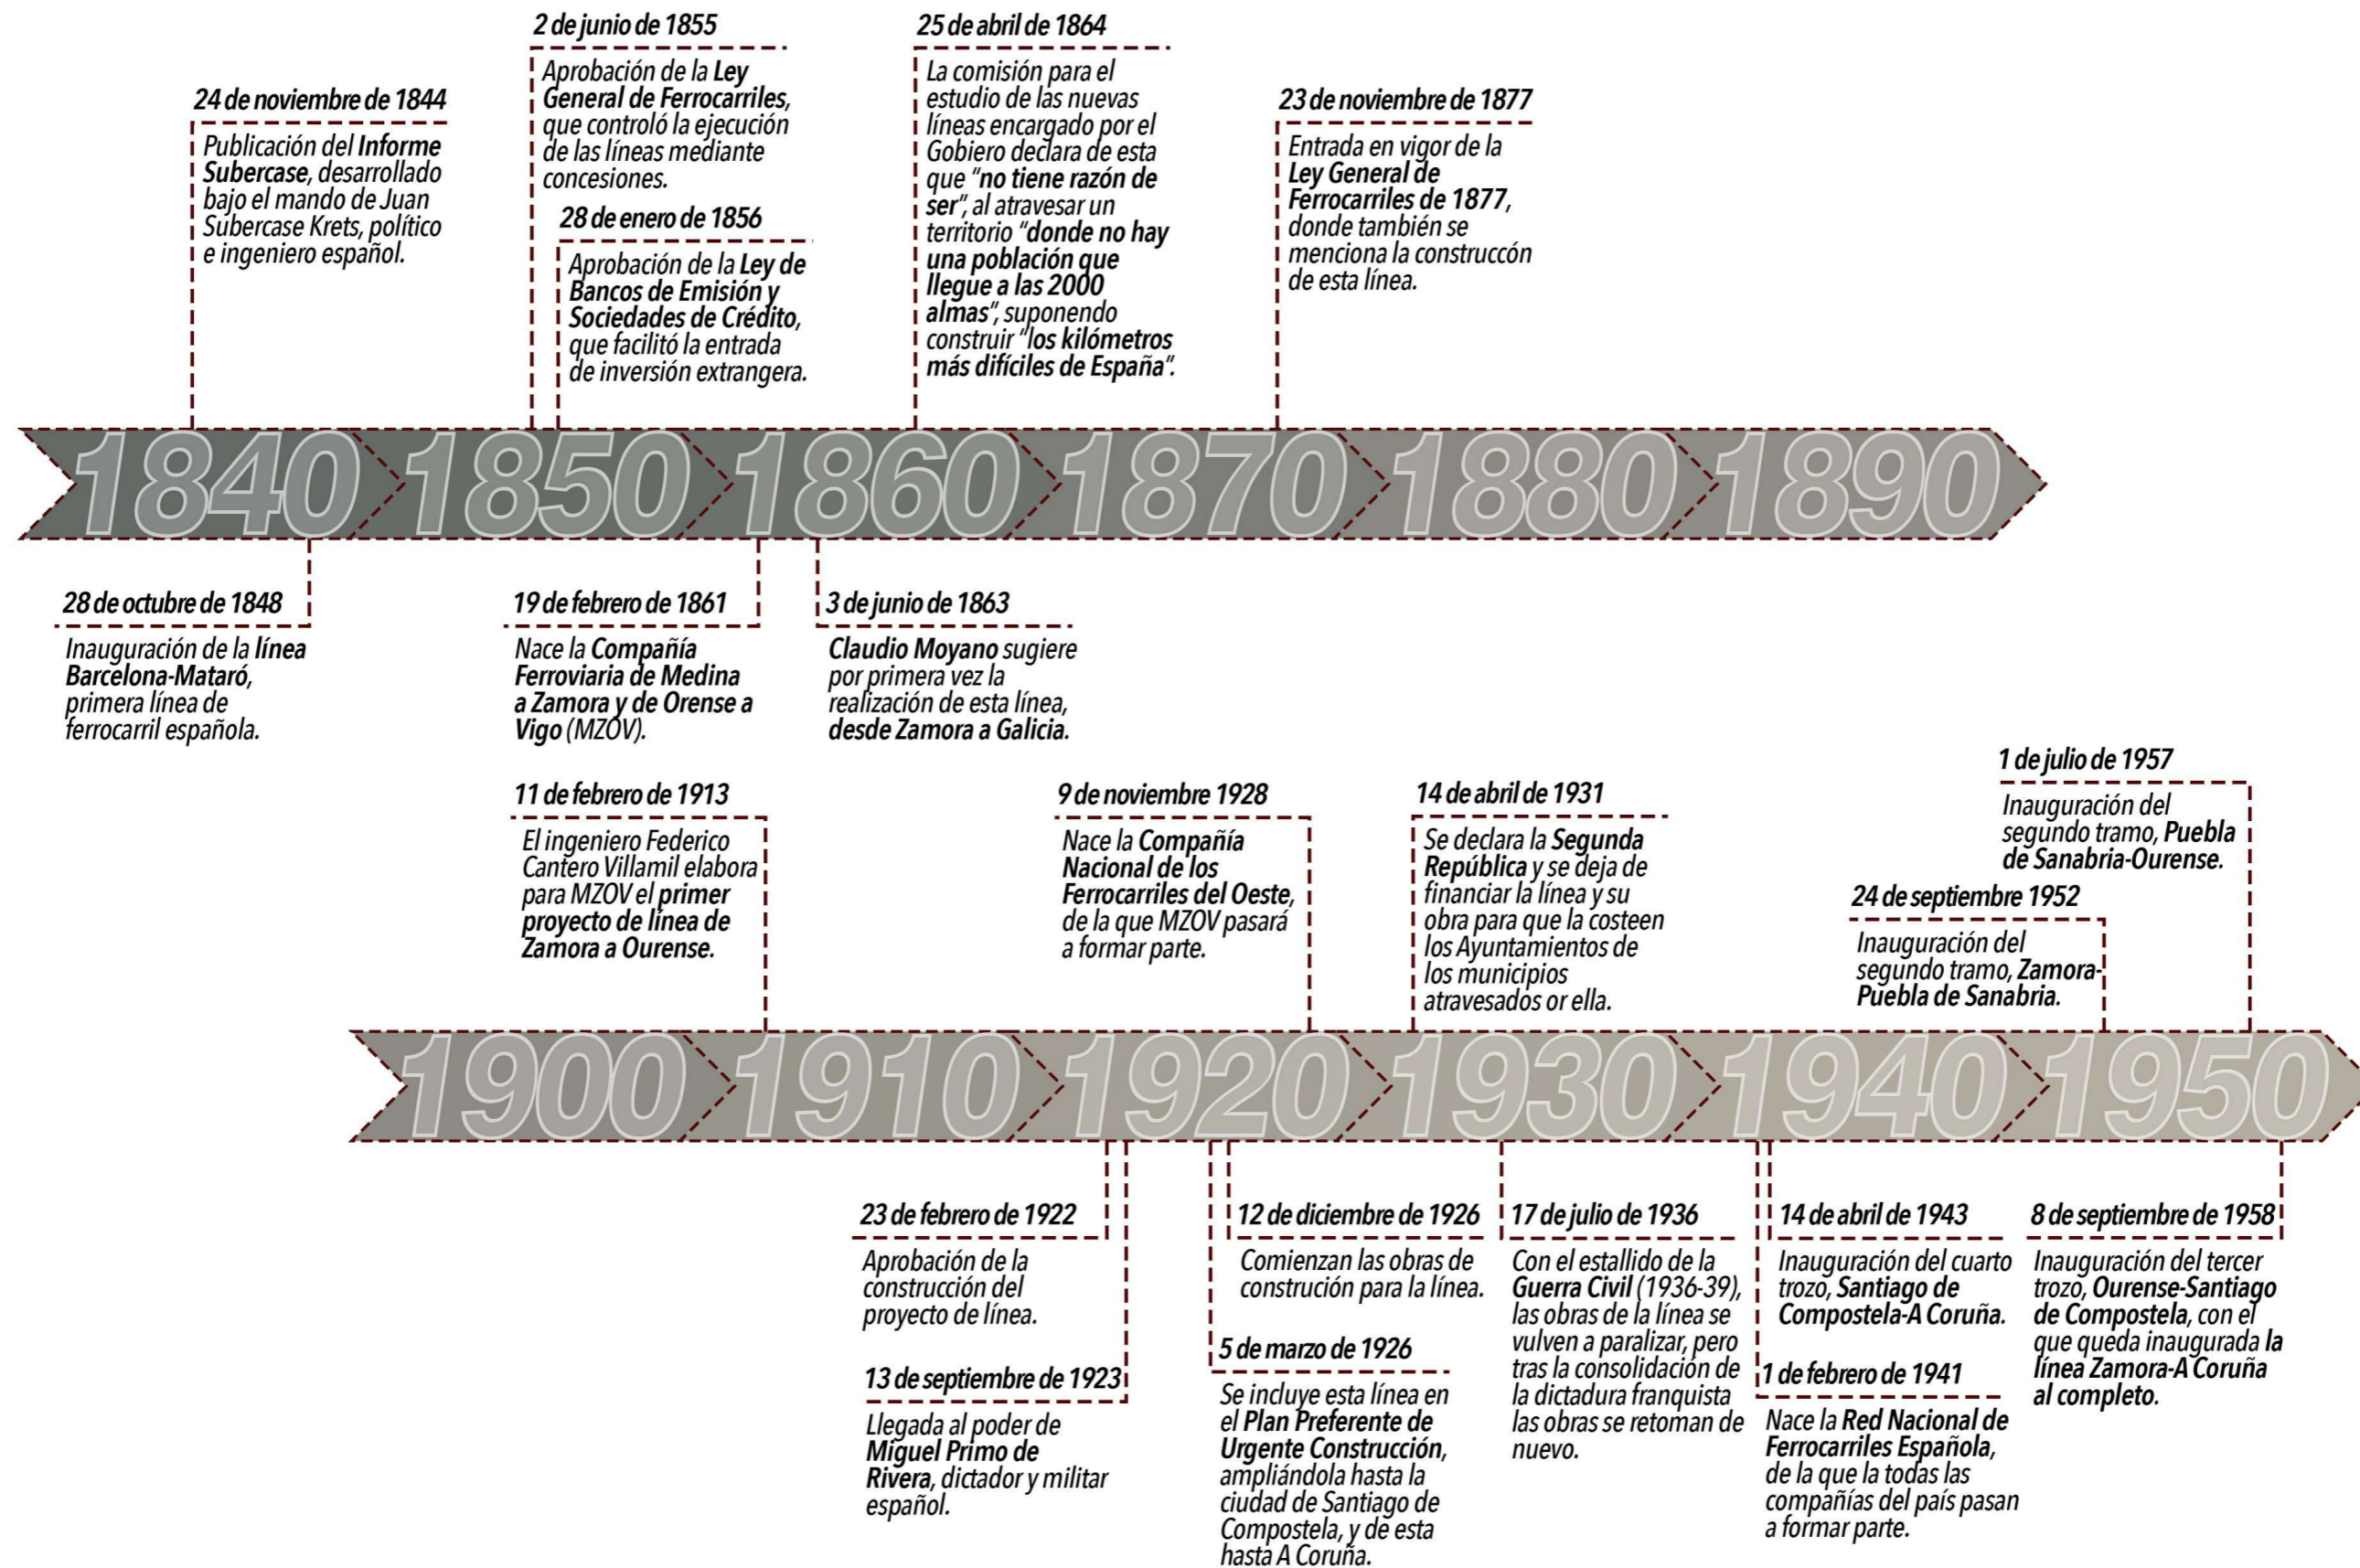 24 de noviembre de 1844
Publicación del Informe
Subercase, desarrollado
bajo el mando de Juan
Subercase Krets, político
e ingeniero español.
2 de junio de 1855
Aprobación de la Ley
General de Ferrocarriles,
que controló la ejecución
de las líneas mediante
concesiones.
28 de enero de 1856
Aprobación de la Ley de
Bancos de Emisión y
Sociedades de Crédito,
que facilitó la entrada
de inversión extrangera.
25 de abril de 1864
La comisión para el
estudio de las nuevas
líneas encargado por el
Gobiero declara de esta
que "no tiene razón de
ser", al atravesar un
territorio "donde no hay
una población que
llegue a las 2000
almas", suponendo
construir "los kilómetros
más difíciles de España".
23 de noviembre de 1877
Entrada en vigor de la
Ley General de
Ferrocarriles de 1877,
donde también se
menciona la construccón
de esta línea.
1840 1850 1860 1870 1880 1890
28 de octubre de 1848
Inauguración de la línea
Barcelona-Mataró,
primera línea de
ferrocarril española.
19 de febrero de 1861
Nace la Compañía
Ferroviaria de Medina
a Zamora y de Orense a
Vigo (MZOV).
3 de junio de 1863
Claudio Moyano sugiere
por primera vez la
realización de esta línea,
desde Zamora a Galicia.
11 de febrero de 1913
El ingeniero Federico
Cantero Villamil elabora
para MZOV el primer
proyecto de línea de
Zamora a Ourense.
9 de noviembre 1928
Nace la Compañía
Nacional de los
Ferrocarriles del Oeste,
de la que MZOV pasará
a formar parte.
14 de abril de 1931
Se declara la Segunda
República y se deja de
financiar la línea y su
obra para que la costeen
los Ayuntamientos de
los municipios
atravesados or ella.
24 de septiembre 1952
Inauguración del
segundo tramo, Zamora-
Puebla de Sanabria.
1 de julio de 1957
Inauguración del
segundo tramo, Puebla
de Sanabria-Ourense.
1900 1910 1920 1930 1940 1950
23 de febrero de 1922
Aprobación de la
construcción del
proyecto de línea.
13 de septiembre de 1923
Llegada al poder de
Miguel Primo de
Rivera, dictador y militar
español.
12 de diciembre de 1926
Comienzan las obras de
construción para la línea.
5 de marzo de 1926
Se incluye esta línea en
el Plan Preferente de
Urgente Construcción,
ampliándola hasta la
ciudad de Santiago de
Compostela, y de esta
hasta A Coruña.
17 de julio de 1936
Con el estallido de la
Guerra Civil (1936-39),
las obras de la línea se
vulven a paralizar, pero
tras la consolidación de
la dictadura franquista
las obras se retoman de
nuevo.
14 de abril de 1943
Inauguración del cuarto
trozo, Santiago de
Compostela-A Coruña.
1 de febrero de 1941
Nace la Red Nacional de
Ferrocarriles Española,
de la que la todas las
compañías del país pasan
a formar parte.
8 de septiembre de 1958
Inauguración del tercer
trozo, Ourense-Santiago
de Compostela, con el
que queda inaugurada la
línea Zamora-A Coruña
al completo.